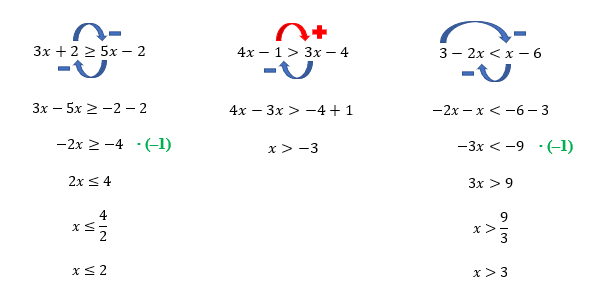 3x + 2 ≥ 5x − 2
3x − 5x ≥ −2 − 2
−2x ≥ −4 · (−1)
2x ≤ 4
x ≤ 4/2
x ≤ 2
4x − 1 > 3x − 4
4x − 3x > −4 + 1
x > −3
3 − 2x < x − 6
−2x − x < −6 − 3
−3x < −9 · (−1)
3x > 9
x > 9/3
x > 3